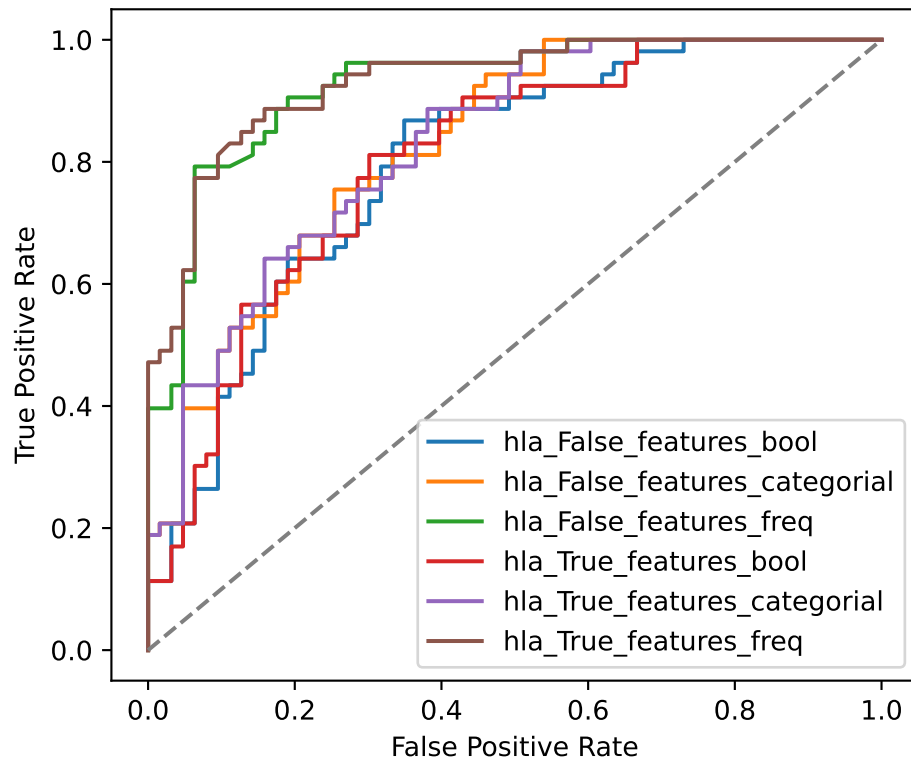 1.0
0.8
0.6
0.4
0.2
0.0
True Positive Rate
hla_False_features_bool
hla_False_features_categorial
hla_False_features_freq
hla_True_features_bool
hla_True_features_categorial
hla_True_features_freq
0.0 0.2 0.4 0.6 0.8 1.0
False Positive Rate